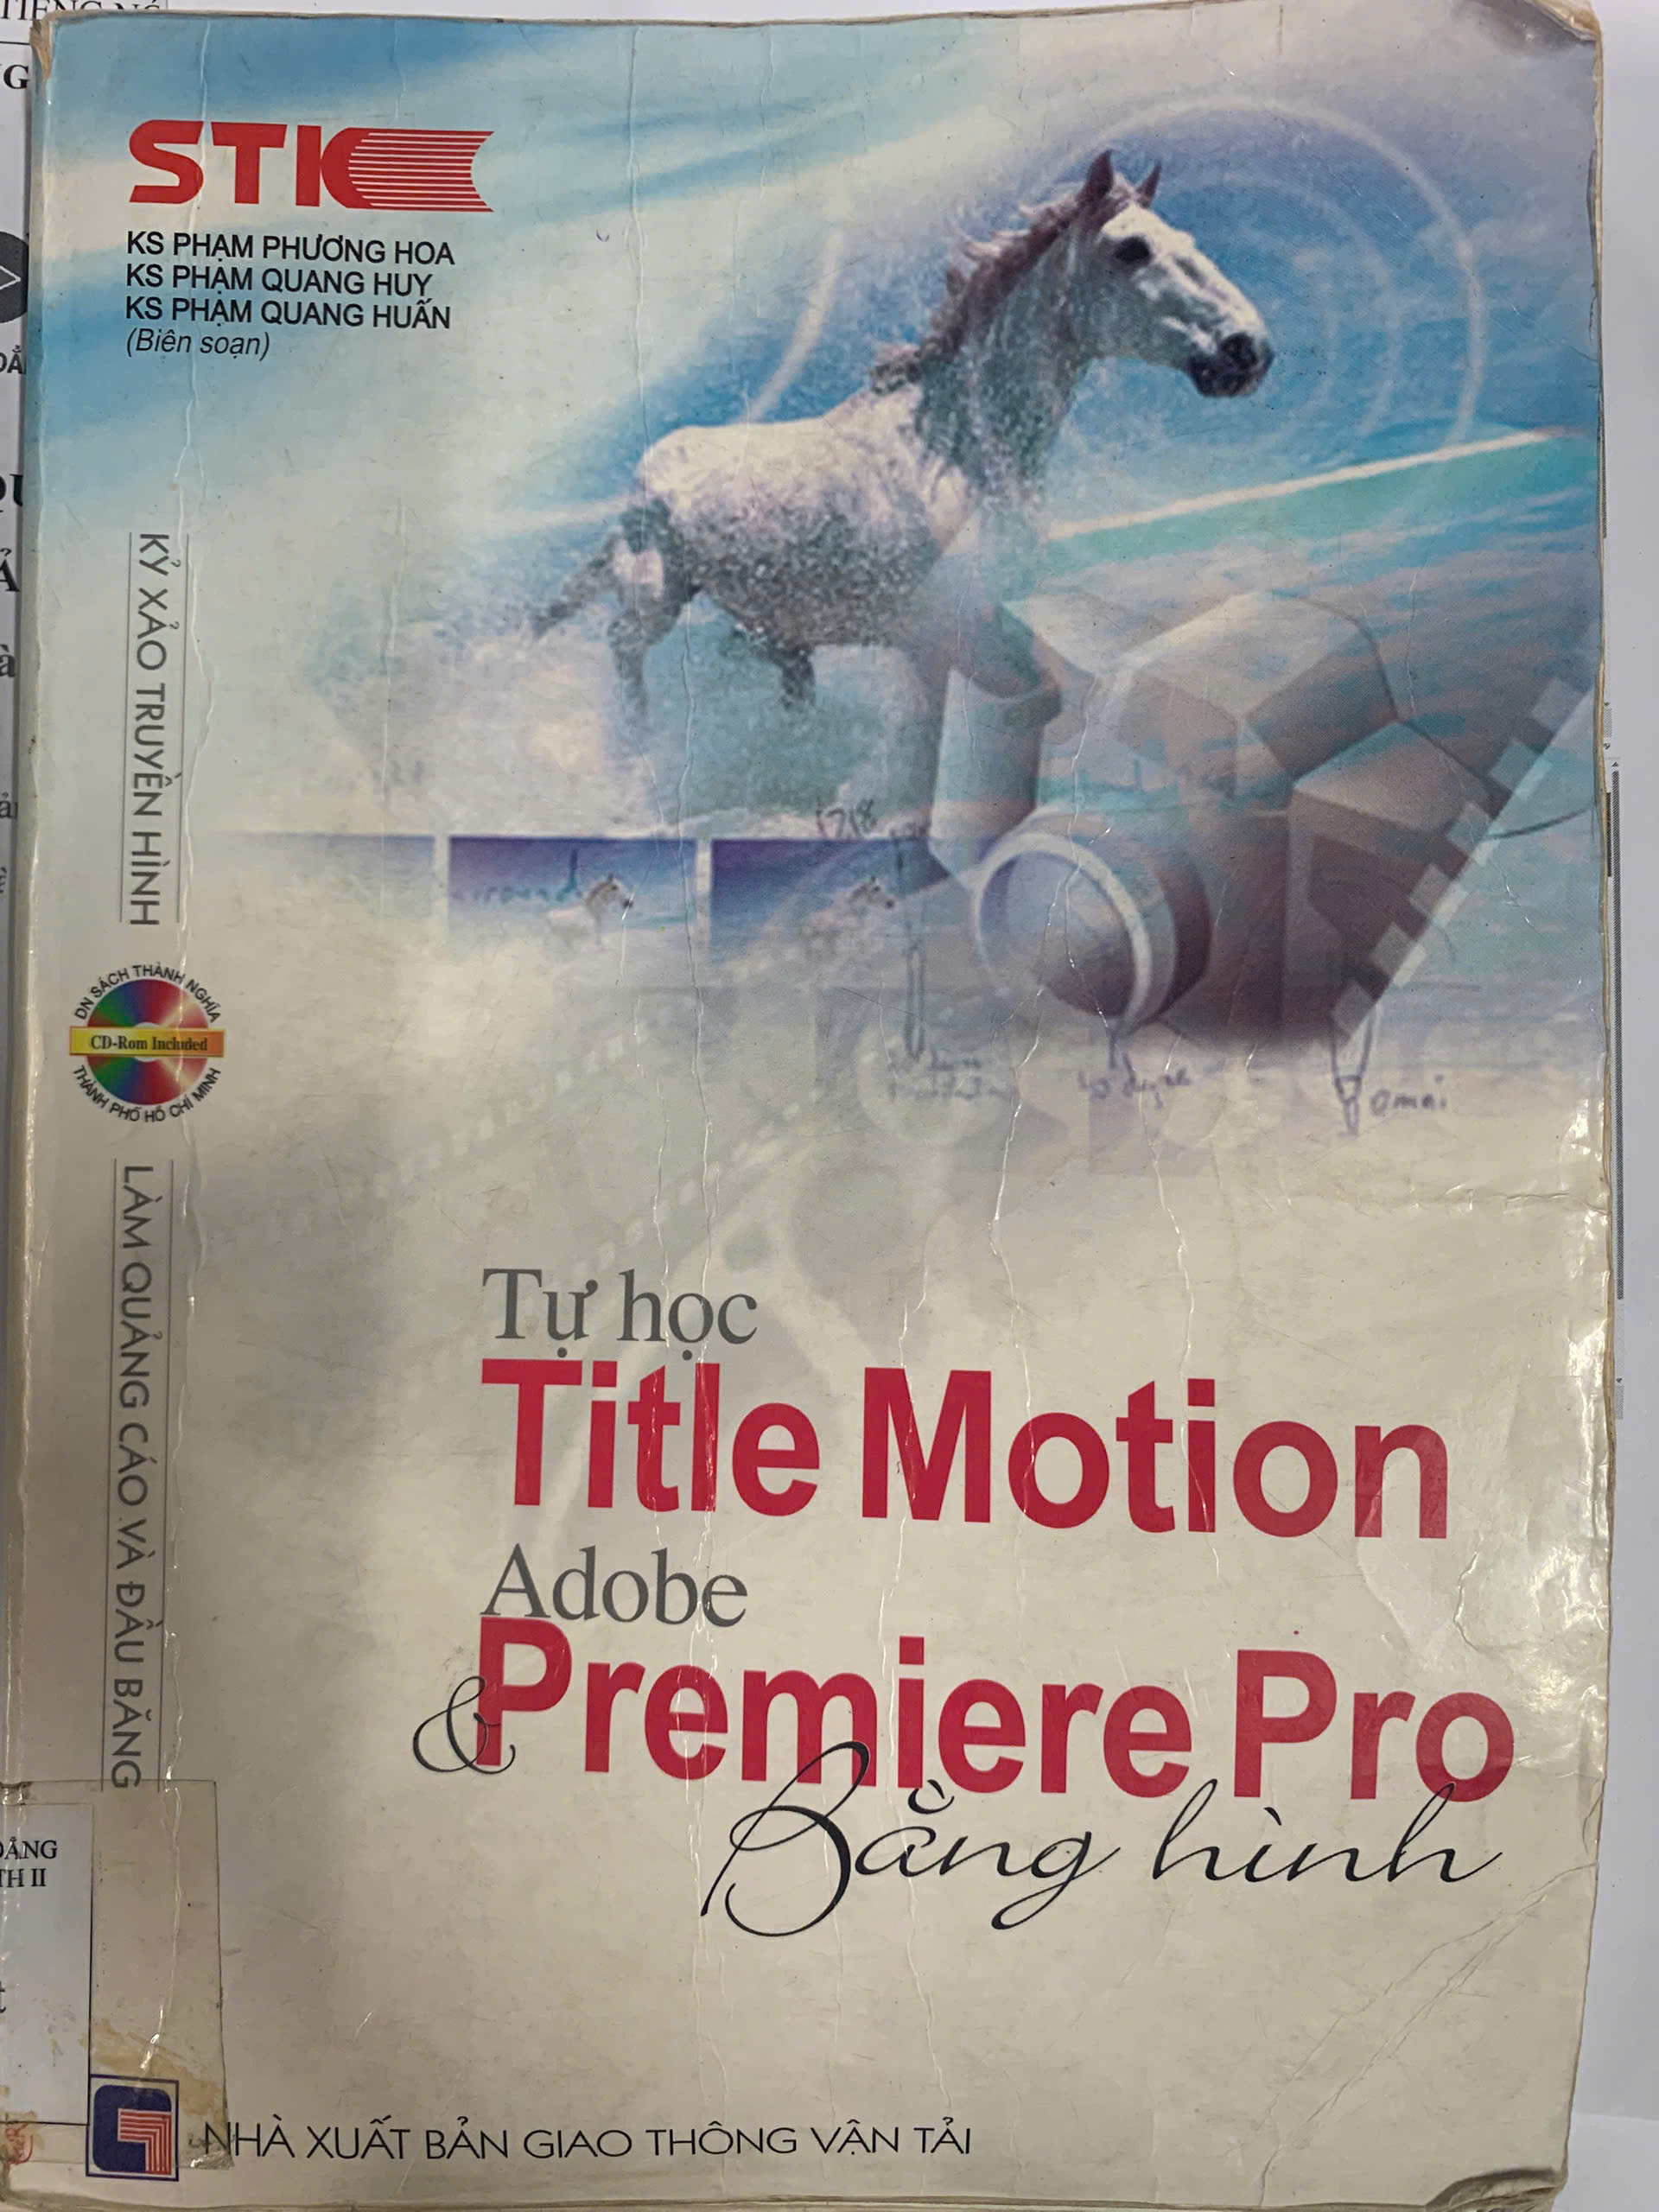 STK
KS PHẠM PHƯƠNG HOA
KS PHẠM QUANG HUY
KS PHẠM QUANG HUẤN
(Biên soạn)
KỶ XẢO TRUYỀN HÌNH
DN SÁCH THÀNH NGHĨA
CD-Rom Included
THÀNH PHỐ HỒ CHÍ MINH
LÀM QUẢNG CÁO VÀ ĐẦU BĂNG
Tự học
Title Motion
Adobe
& Premiere Pro
Bằng hình
TH II
NHÀ XUẤT BẢN GIAO THÔNG VẬN TẢI